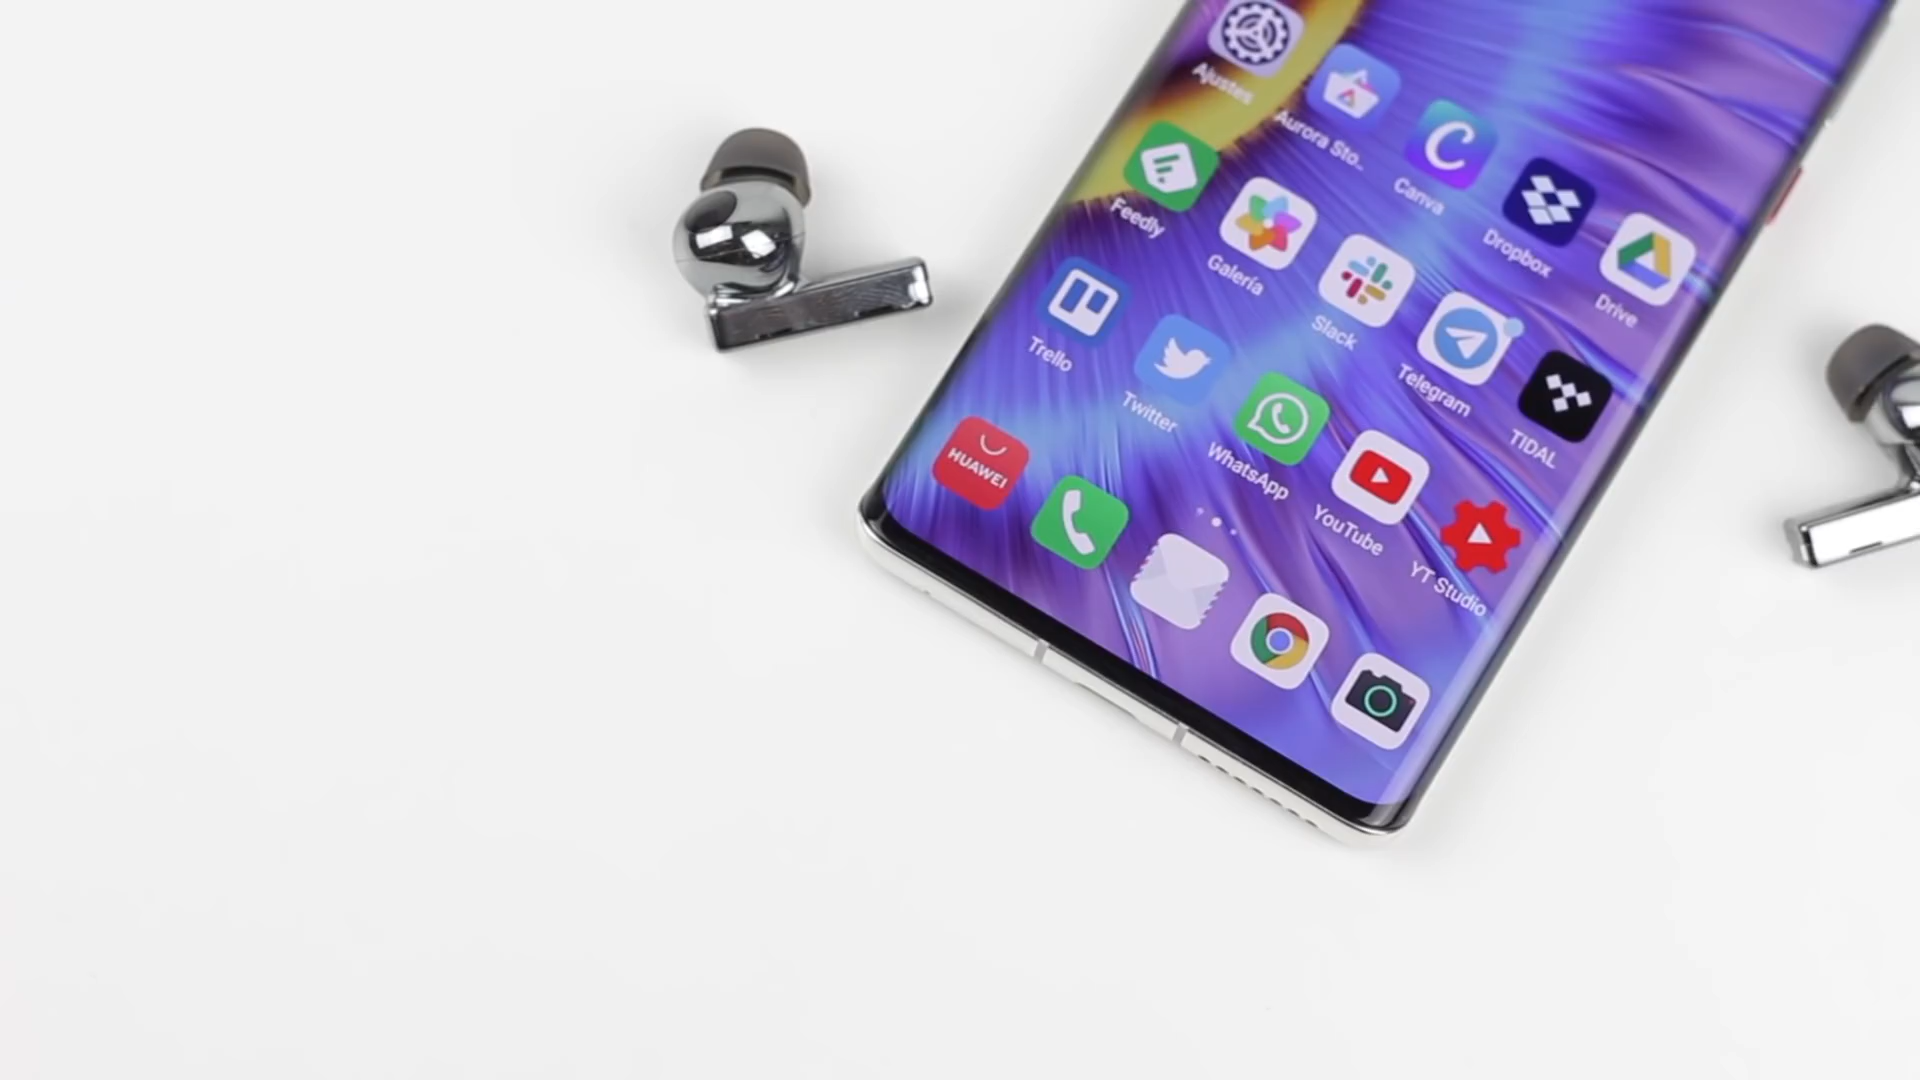 Ajustes
Aurora Sto..
Canva
Dropbox
Drive
Feedly
Galería
Slack
Telegram
TIDAL
Trello
Twitter
WhatsApp
YouTube
YT Studio
HUAWEI